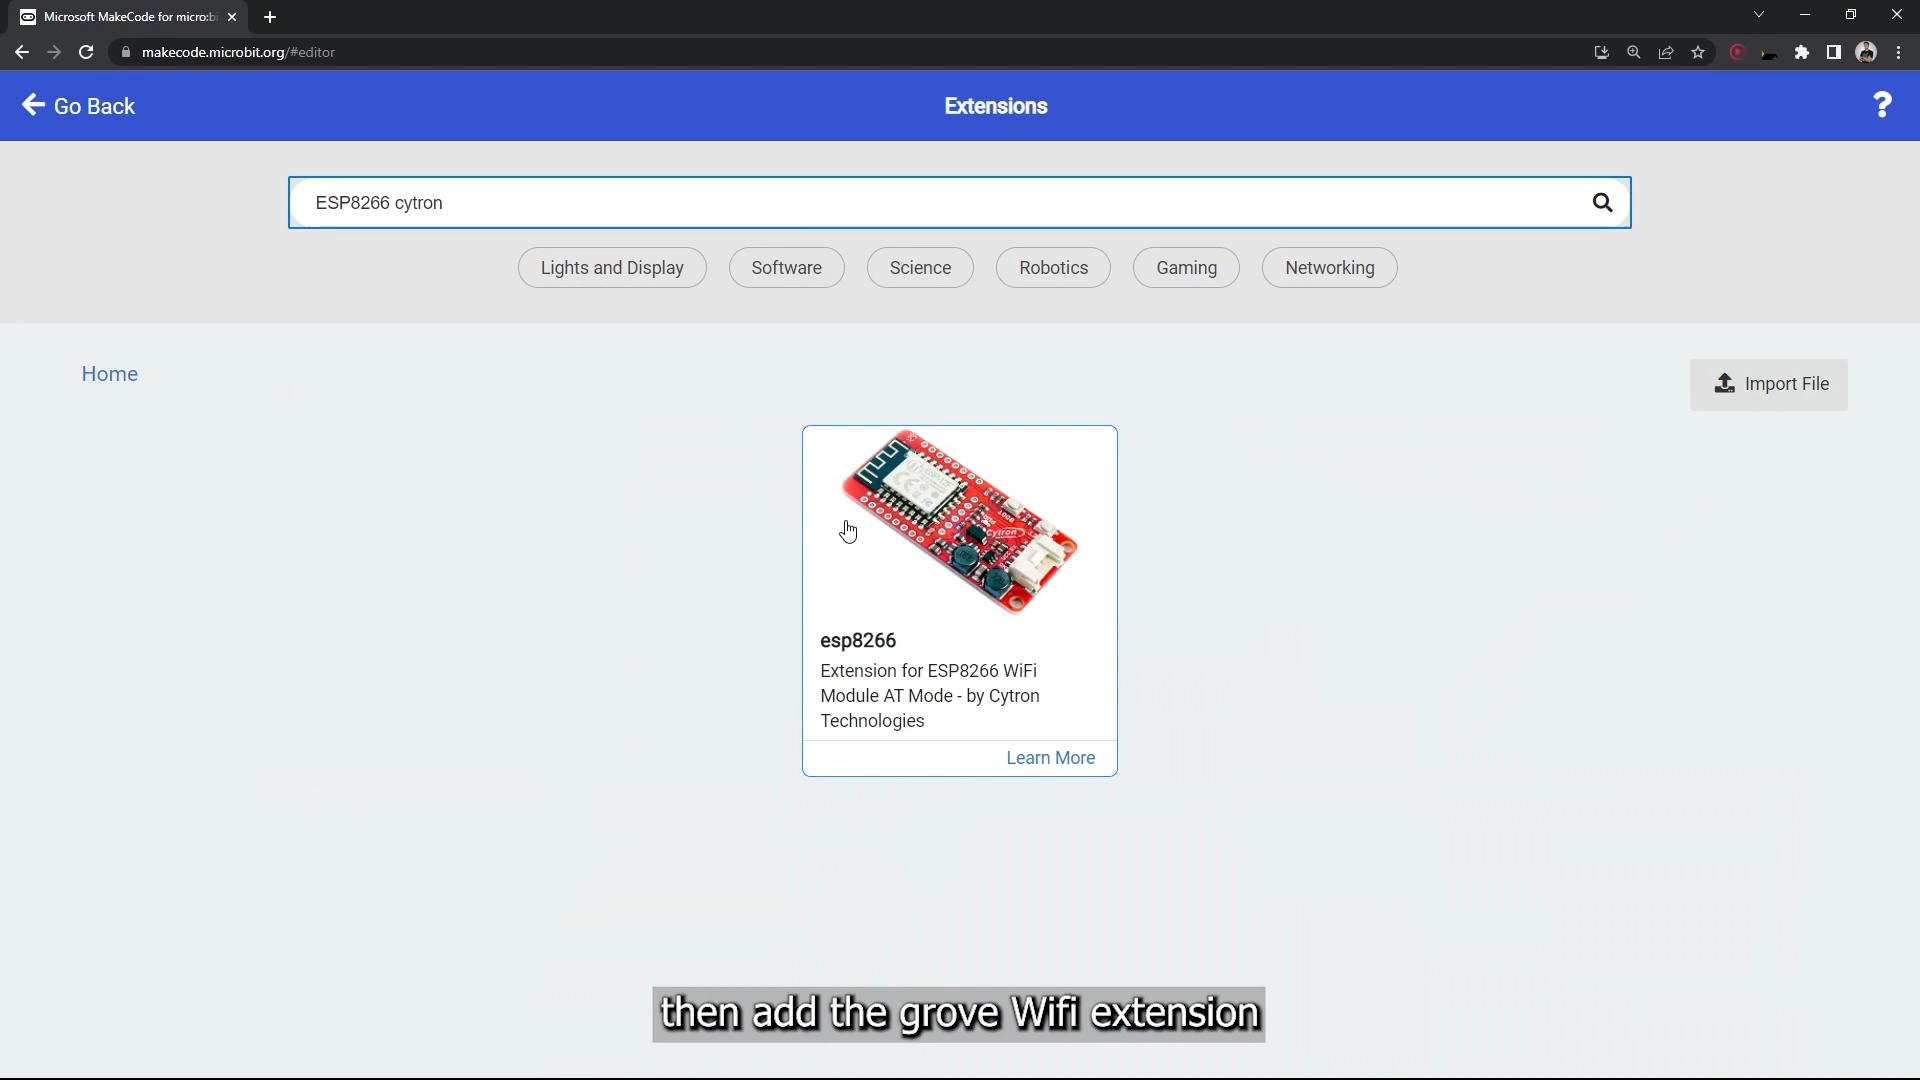 Microsoft MakeCode for micro:bi
makecode.microbit.org/#editor
Go Back
Extensions
?
ESP8266 cytron
Lights and Display
Software
Science
Robotics
Gaming
Networking
Home
Import File
Cytron
esp8266
Extension for ESP8266 WiFi
Module AT Mode - by Cytron
Technologies
Learn More
then add the grove Wifi extension